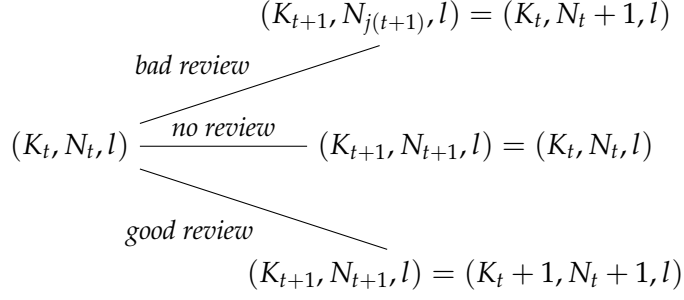 (K_{t+1}, N_{j(t+1)}, l) = (K_t, N_t + 1, l)
bad review
no review
(K_t, N_t, l)
(K_{t+1}, N_{t+1}, l) = (K_t, N_t, l)
good review
(K_{t+1}, N_{t+1}, l) = (K_t + 1, N_t + 1, l)